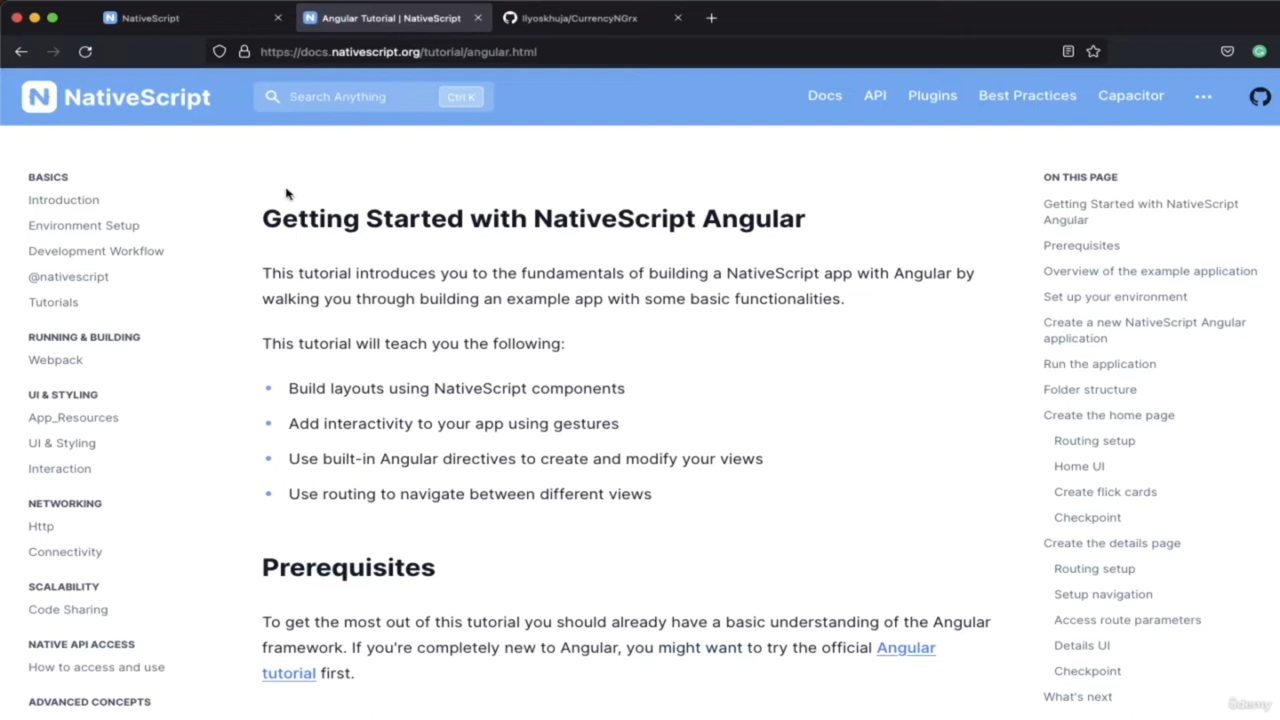 NativeScript
Angular Tutorial | NativeScript
Ilyoskhuja/CurrencyNGrx
https://docs.nativescript.org/tutorial/angular.html
NativeScript
Search Anything
Ctrl K
Docs
API
Plugins
Best Practices
Capacitor
BASICS
Introduction
Environment Setup
Development Workflow
@nativescript
Tutorials
RUNNING & BUILDING
Webpack
UI & STYLING
App_Resources
UI & Styling
Interaction
NETWORKING
Http
Connectivity
SCALABILITY
Code Sharing
NATIVE API ACCESS
How to access and use
ADVANCED CONCEPTS
Getting Started with NativeScript Angular
This tutorial introduces you to the fundamentals of building a NativeScript app with Angular by
walking you through building an example app with some basic functionalities.
This tutorial will teach you the following:
• Build layouts using NativeScript components
• Add interactivity to your app using gestures
• Use built-in Angular directives to create and modify your views
• Use routing to navigate between different views
Prerequisites
To get the most out of this tutorial you should already have a basic understanding of the Angular
framework. If you're completely new to Angular, you might want to try the official Angular
tutorial first.
ON THIS PAGE
Getting Started with NativeScript
Angular
Prerequisites
Overview of the example application
Set up your environment
Create a new NativeScript Angular
application
Run the application
Folder structure
Create the home page
Routing setup
Home UI
Create flick cards
Checkpoint
Create the details page
Routing setup
Setup navigation
Access route parameters
Details UI
Checkpoint
What's next
ûdemy